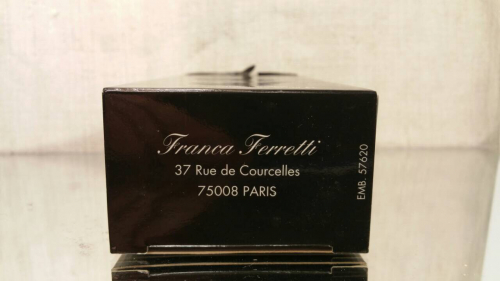 Franca Ferretti
37 Rue de Courcelles
75008 PARIS
EMB. 57620